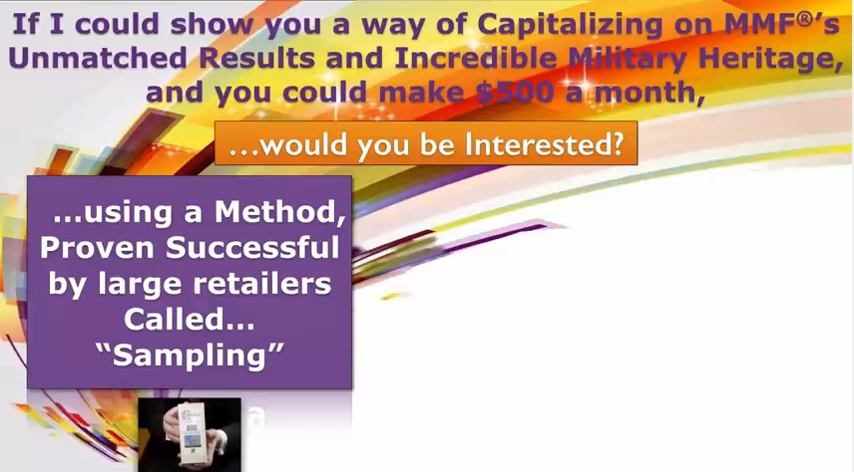 If I could show you a way of Capitalizing on MMF®'s
Unmatched Results and Incredible Military Heritage,
and you could make $500 a month,
...would you be Interested?
...using a Method,
Proven Successful
by large retailers
Called...
“Sampling”